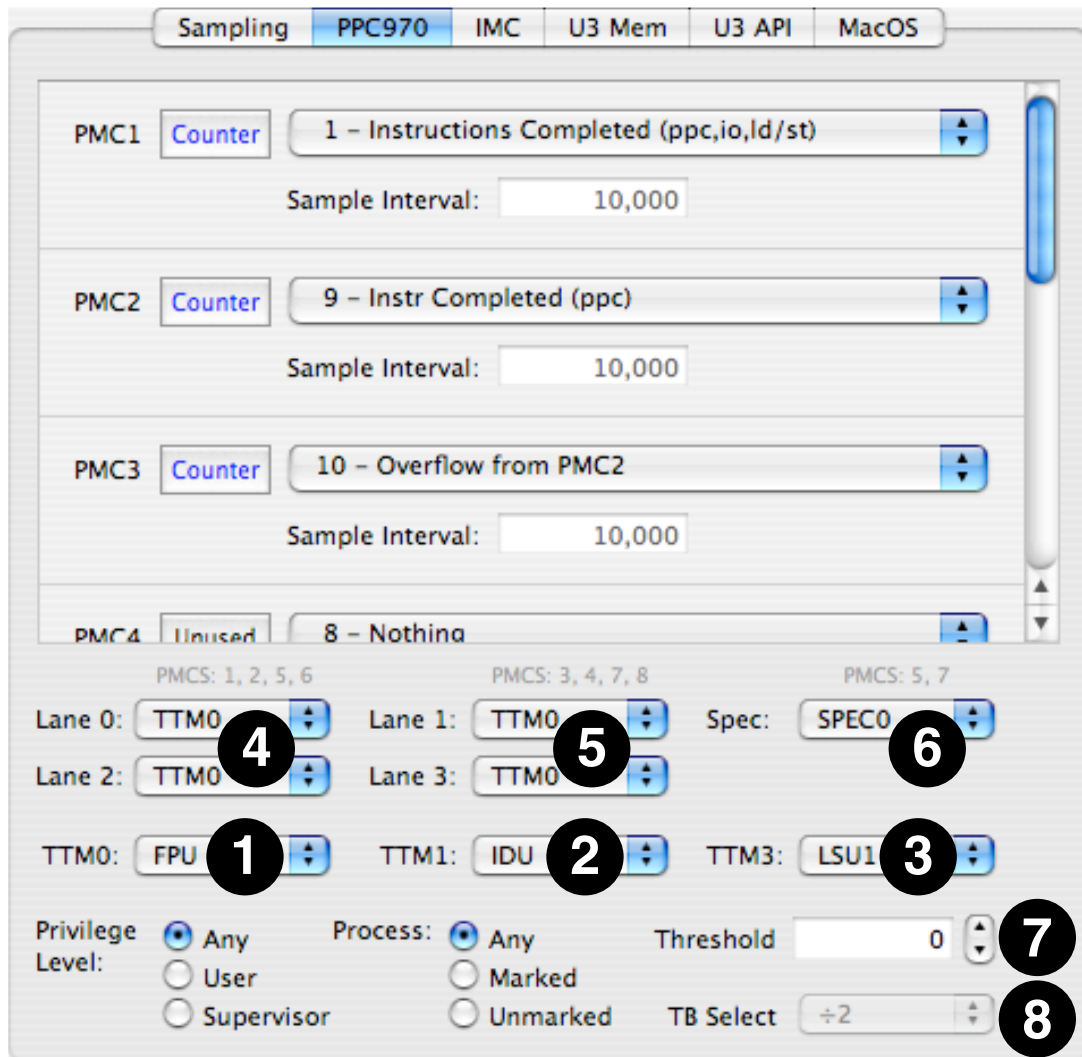 Sampling PPC970 IMC U3 Mem U3 API MacOS
PMC1 Counter 1 – Instructions Completed (ppc,io,ld/st)
Sample Interval: 10,000
PMC2 Counter 9 – Instr Completed (ppc)
Sample Interval: 10,000
PMC3 Counter 10 – Overflow from PMC2
Sample Interval: 10,000
PMC4 Unused 8 – Nothing
PMCS: 1, 2, 5, 6 PMCS: 3, 4, 7, 8 PMCS: 5, 7
Lane 0: TTM0 Lane 1: TTM0 Spec: SPEC0
4 5 6
Lane 2: TTM0 Lane 3: TTM0
TTM0: FPU 1 TTM1: IDU 2 TTM3: LSU1 3
Privilege Level: Any Process: Any Threshold 0 7
User Marked
Supervisor Unmarked TB Select ÷2 8